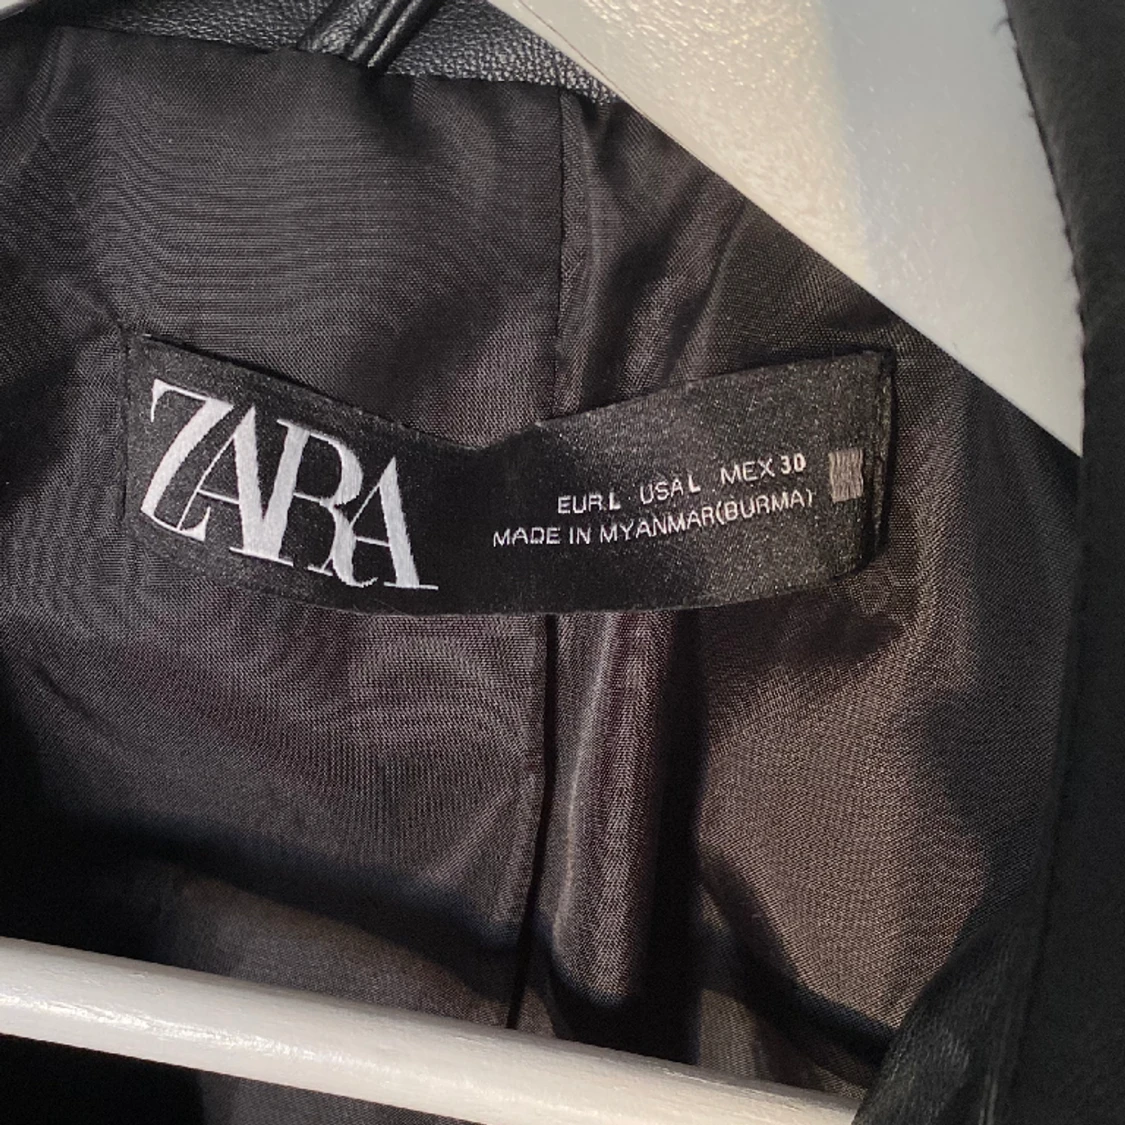 ZARA
EUR L USA L MEX 30
MADE IN MYANMAR(BURMA)